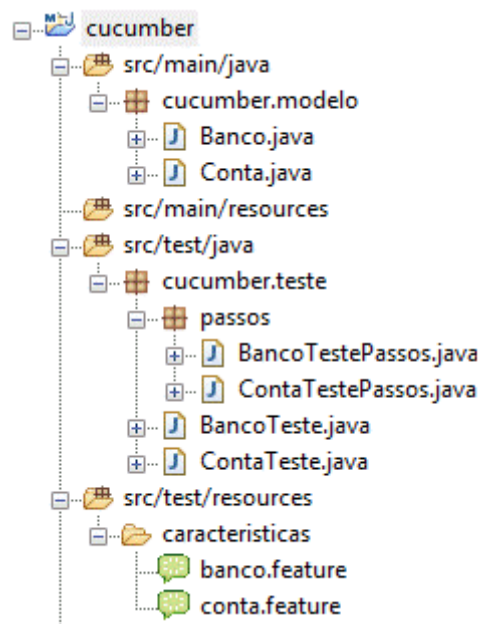 cucumber
src/main/java
cucumber.modelo
Banco.java
Conta.java
src/main/resources
src/test/java
cucumber.teste
passos
BancoTestePassos.java
ContaTestePassos.java
BancoTeste.java
ContaTeste.java
src/test/resources
caracteristicas
banco.feature
conta.feature